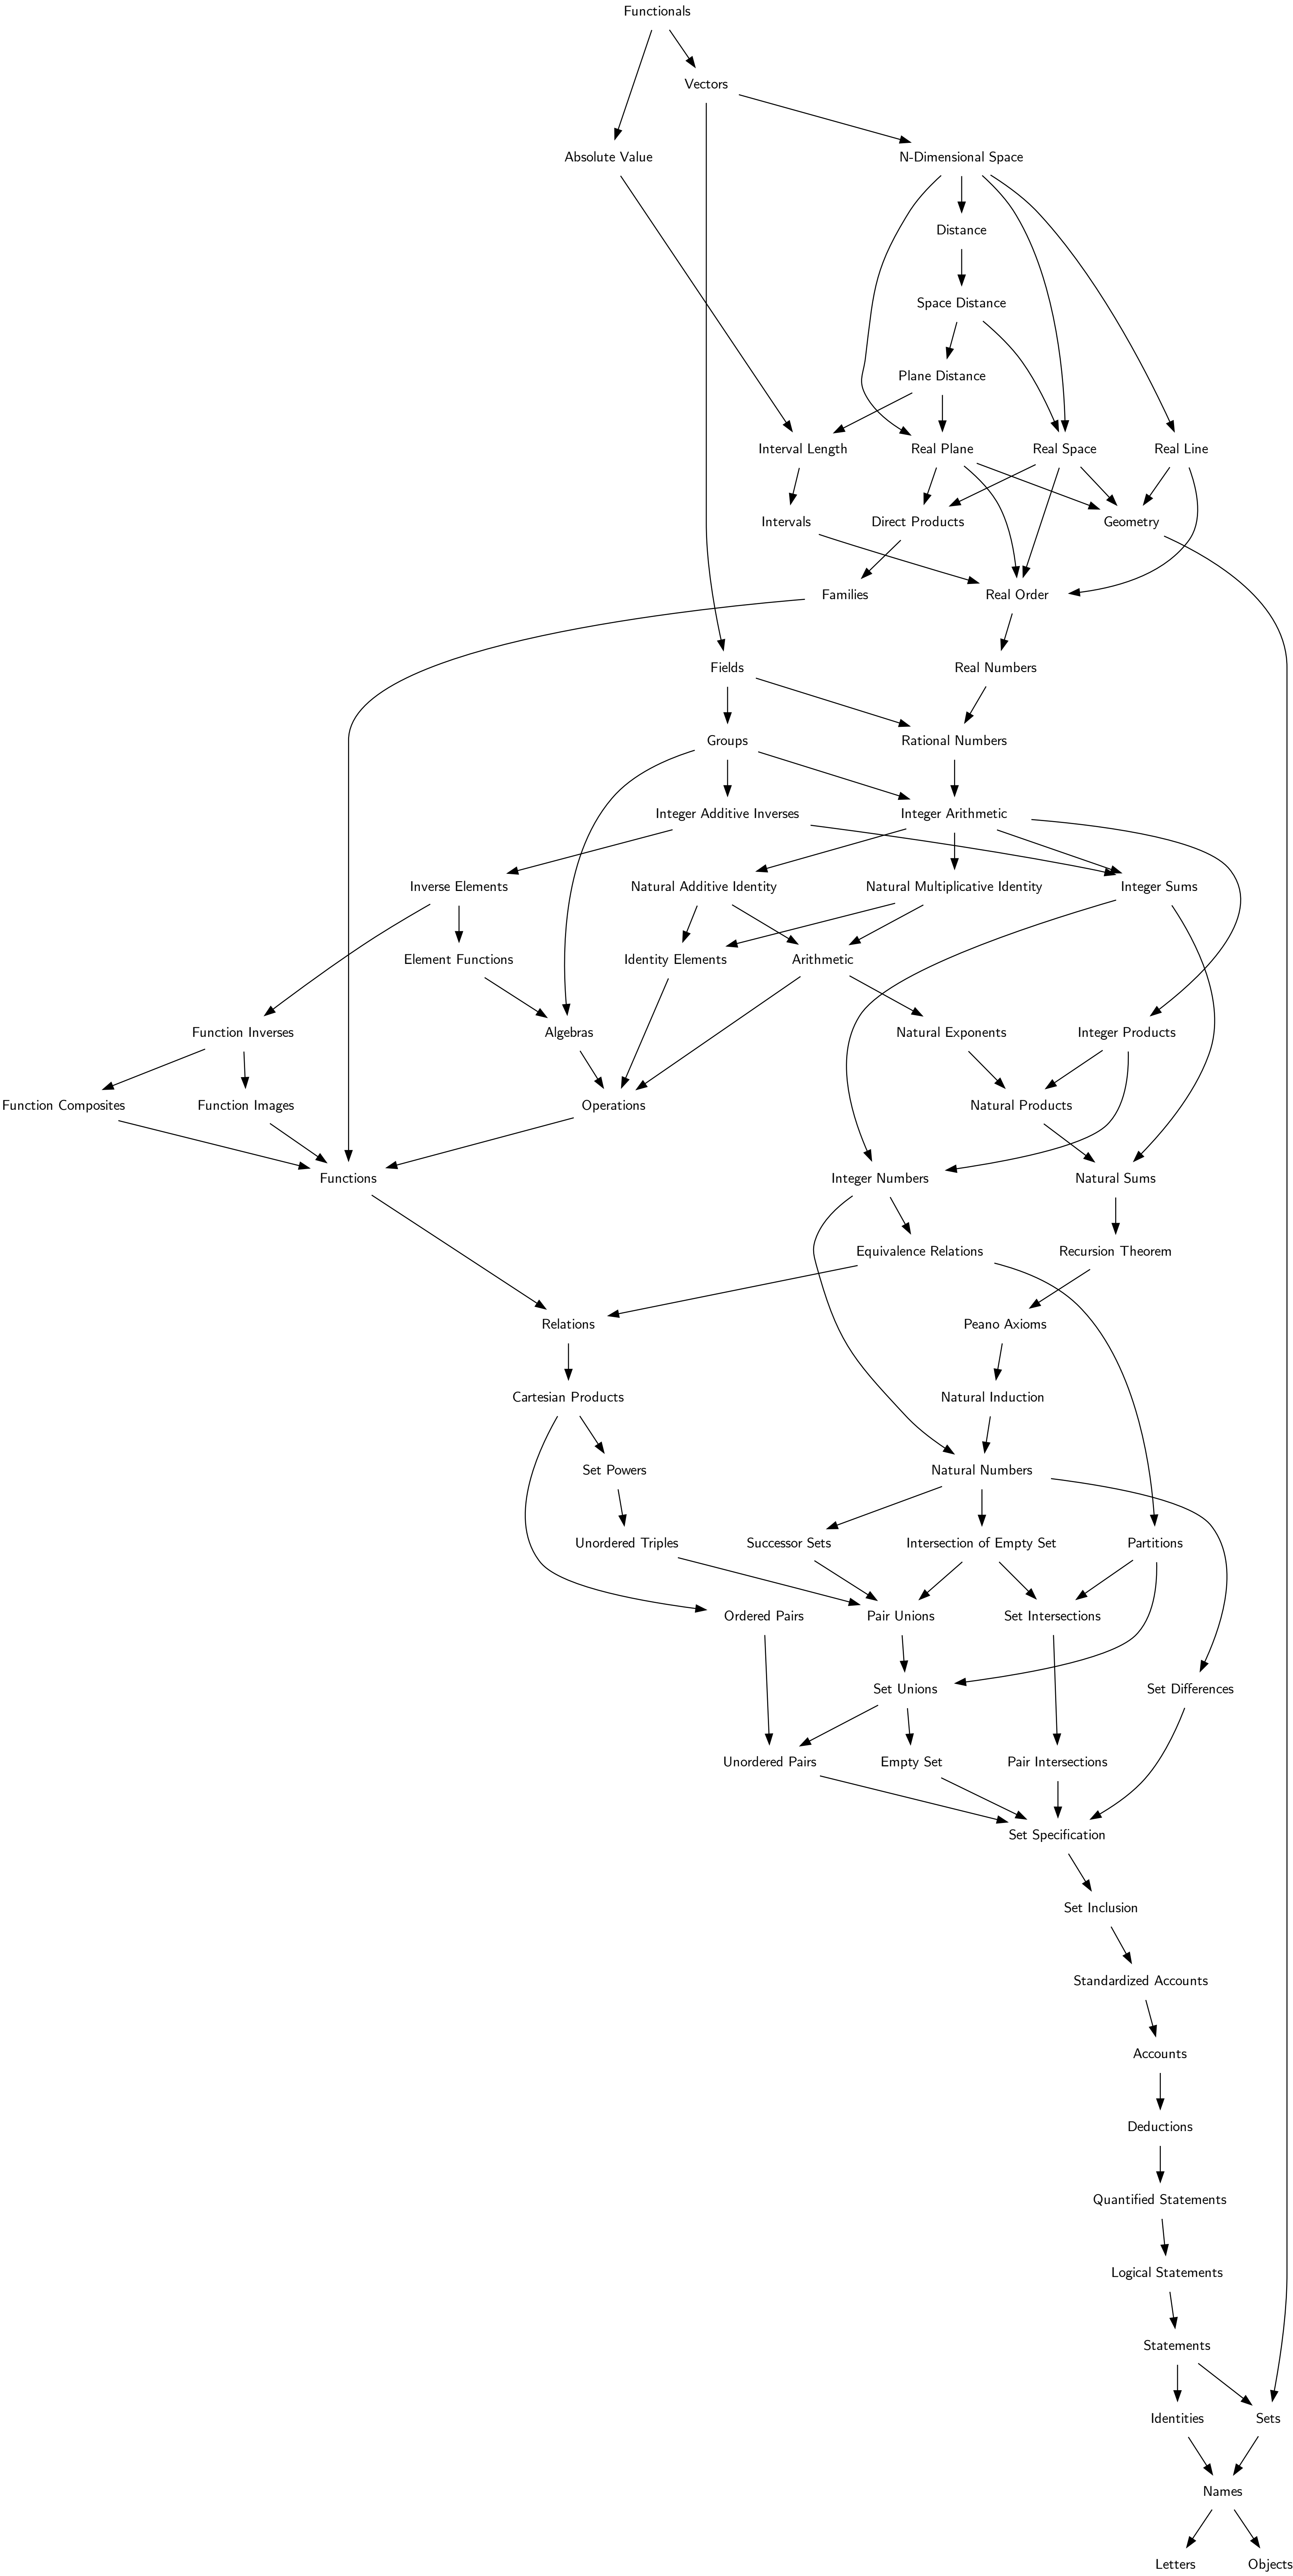 Functionals
Vectors
Absolute Value
N-Dimensional Space
Distance
Space Distance
Plane Distance
Interval Length
Real Plane
Real Space
Real Line
Intervals
Direct Products
Geometry
Families
Real Order
Fields
Real Numbers
Groups
Rational Numbers
Integer Additive Inverses
Integer Arithmetic
Inverse Elements
Natural Additive Identity
Natural Multiplicative Identity
Integer Sums
Element Functions
Identity Elements
Arithmetic
Function Inverses
Algebras
Natural Exponents
Integer Products
Function Composites
Function Images
Operations
Natural Products
Functions
Integer Numbers
Natural Sums
Equivalence Relations
Recursion Theorem
Relations
Peano Axioms
Cartesian Products
Natural Induction
Set Powers
Natural Numbers
Unordered Triples
Successor Sets
Intersection of Empty Set
Partitions
Ordered Pairs
Pair Unions
Set Intersections
Set Unions
Set Differences
Unordered Pairs
Empty Set
Pair Intersections
Set Specification
Set Inclusion
Standardized Accounts
Accounts
Deductions
Quantified Statements
Logical Statements
Statements
Identities
Sets
Names
Letters
Objects